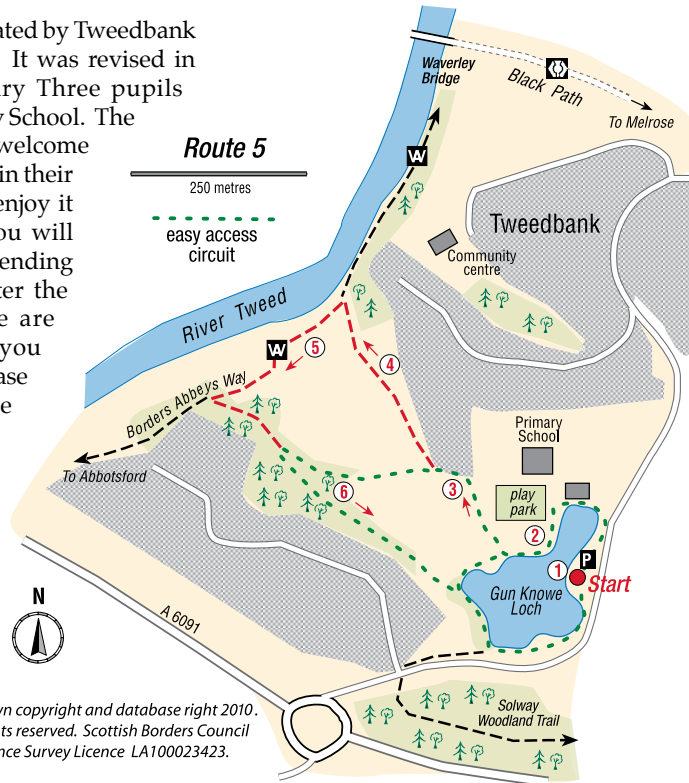 ated by Tweedbank
It was revised in
ry Three pupils
y School. The
welcome
in their
enjoy it
ou will
ending
ter the
e are
you
ase
e
Route 5
250 metres
easy access
circuit
Waverley
Bridge
Black Path
To Melrose
W
Tweedbank
Community
centre
River Tweed
W
5
4
Borders Abbeys Way
To Abbotsford
Primary
School
play
park
3
6
2
P
1
Start
Gun Knowe
Loch
N
A 6091
Solway
Woodland Trail
n copyright and database right 2010.
ts reserved. Scottish Borders Council
nce Survey Licence LA100023423.